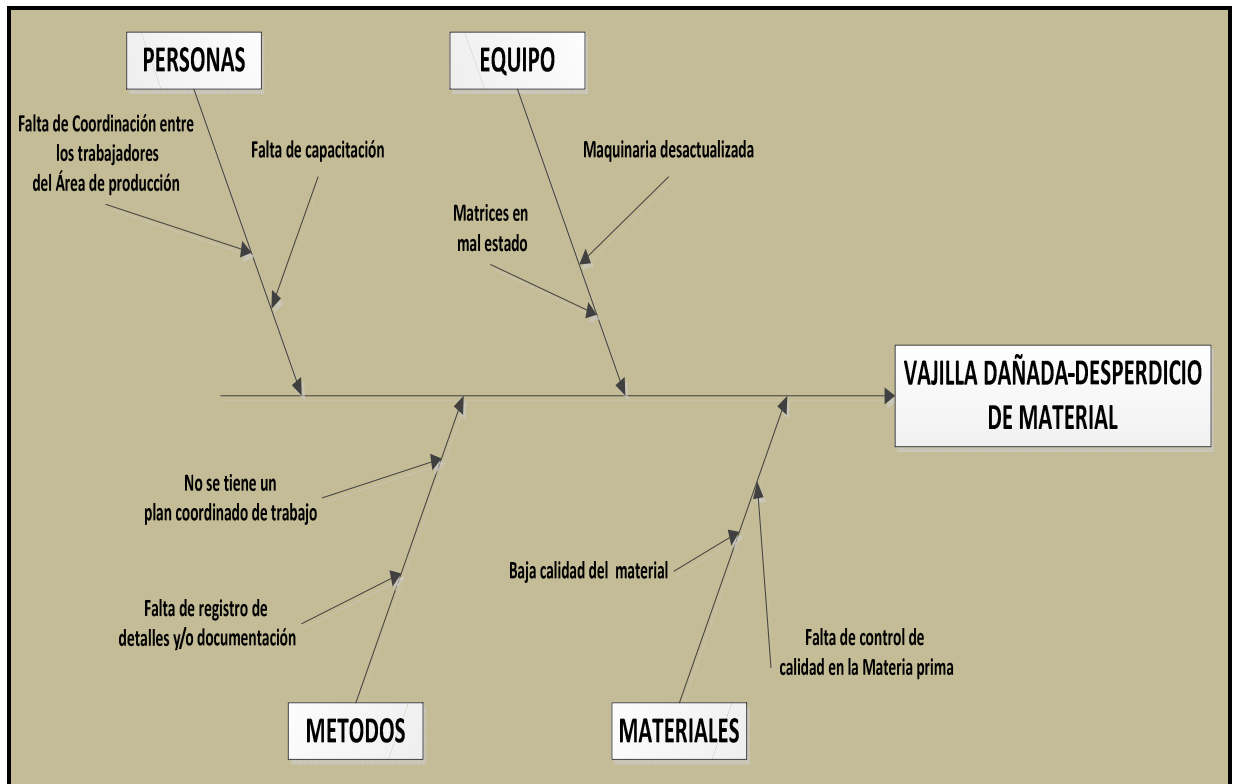 PERSONAS
EQUIPO
Falta de Coordinación entre
los trabajadores
del Área de producción
Falta de capacitación
Maquinaria desactualizada
Matrices en
mal estado
VAJILLA DAÑADA-DESPERDICIO
DE MATERIAL
No se tiene un
plan coordinado de trabajo
Baja calidad del material
Falta de registro de
detalles y/o documentación
Falta de control de
calidad en la Materia prima
METODOS
MATERIALES